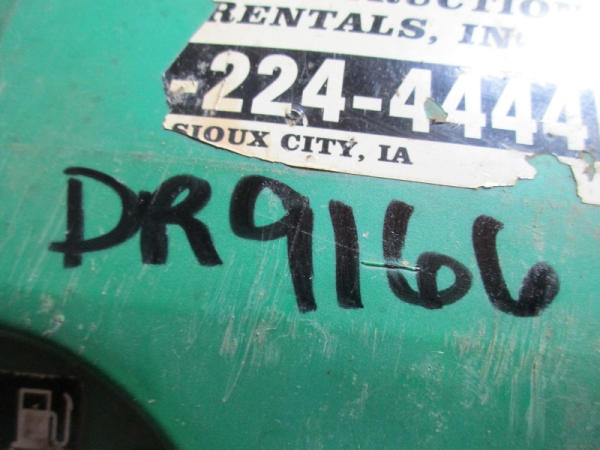 RENTALS, IN
-224-4444
SIOUX CITY, IA
DR9166